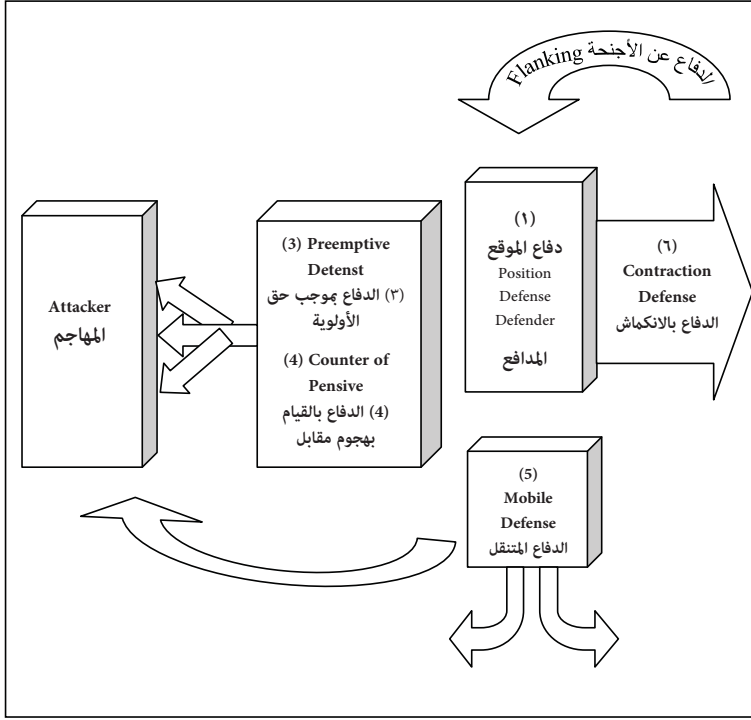 الدفاع عن الأجنحة Flanking
Attacker
المهاجم
(3) Preemptive
Detenst
(٣) الدفاع بموجب حق
الأولوية
(4) Counter of
Pensive
(4) الدفاع بالقيام
بهجوم مقابل
(١)
دفاع الموقع
Position
Defense
Defender
المدافع
(٦)
Contraction
Defense
الدفاع بالانكماش
(5)
Mobile
Defense
الدفاع المتنقل